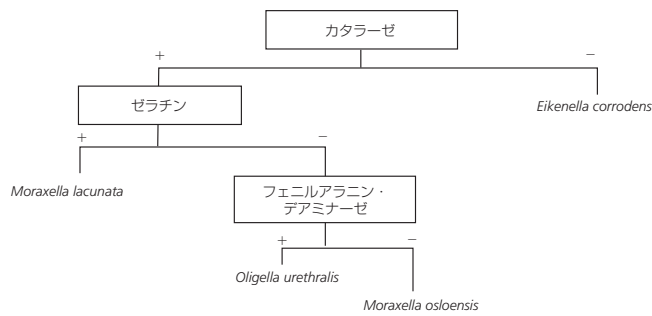 カタラーゼ
+
−
ゼラチン
Eikenella corrodens
+
−
Moraxella lacunata
フェニルアラニン・
デアミナーゼ
+
−
Oligella urethralis
Moraxella osloensis